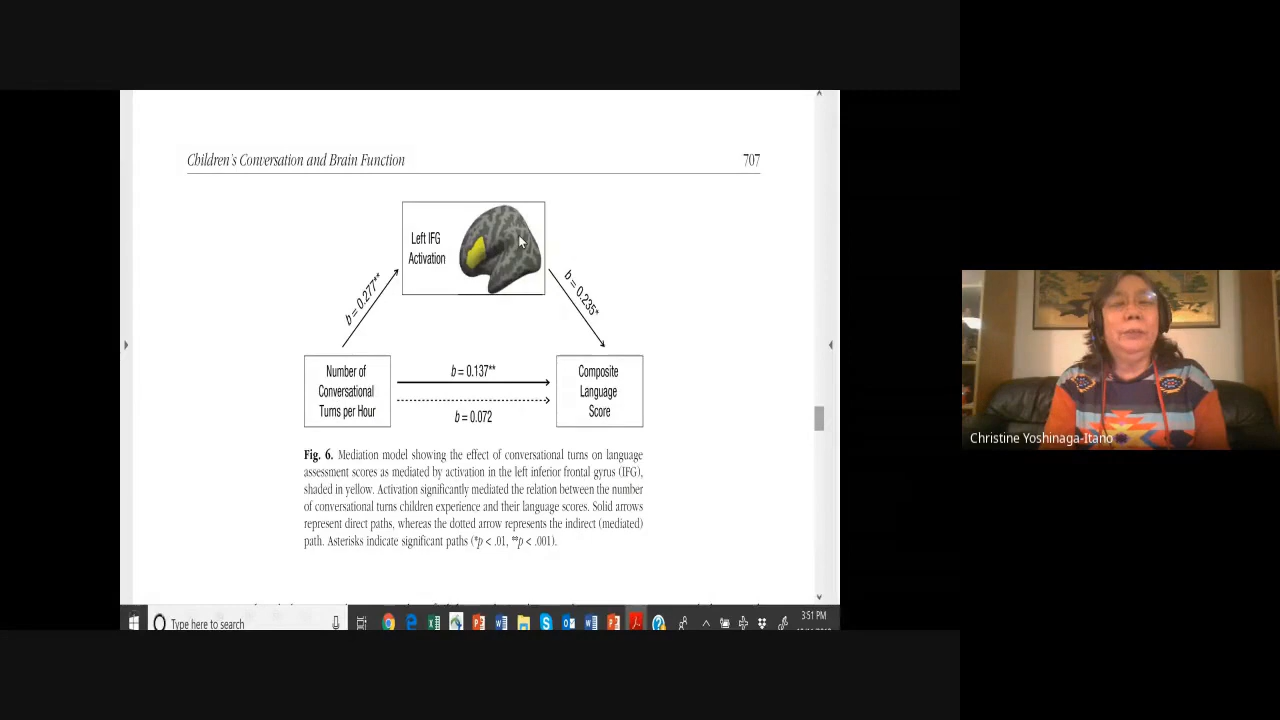 Children's Conversation and Brain Function 707
Left IFG
Activation
b = 0.277**
b = 0.235*
Number of
Conversational
Turns per Hour
b = 0.137**
b = 0.072
Composite
Language
Score
Fig. 6. Mediation model showing the effect of conversational turns on language
assessment scores as mediated by activation in the left inferior frontal gyrus (IFG),
shaded in yellow. Activation significantly mediated the relation between the number
of conversational turns children experience and their language scores. Solid arrows
represent direct paths, whereas the dotted arrow represents the indirect (mediated)
path. Asterisks indicate significant paths (*p < .01, **p < .001).
Christine Yoshinaga-Itano
Type here to search
3:51 PM